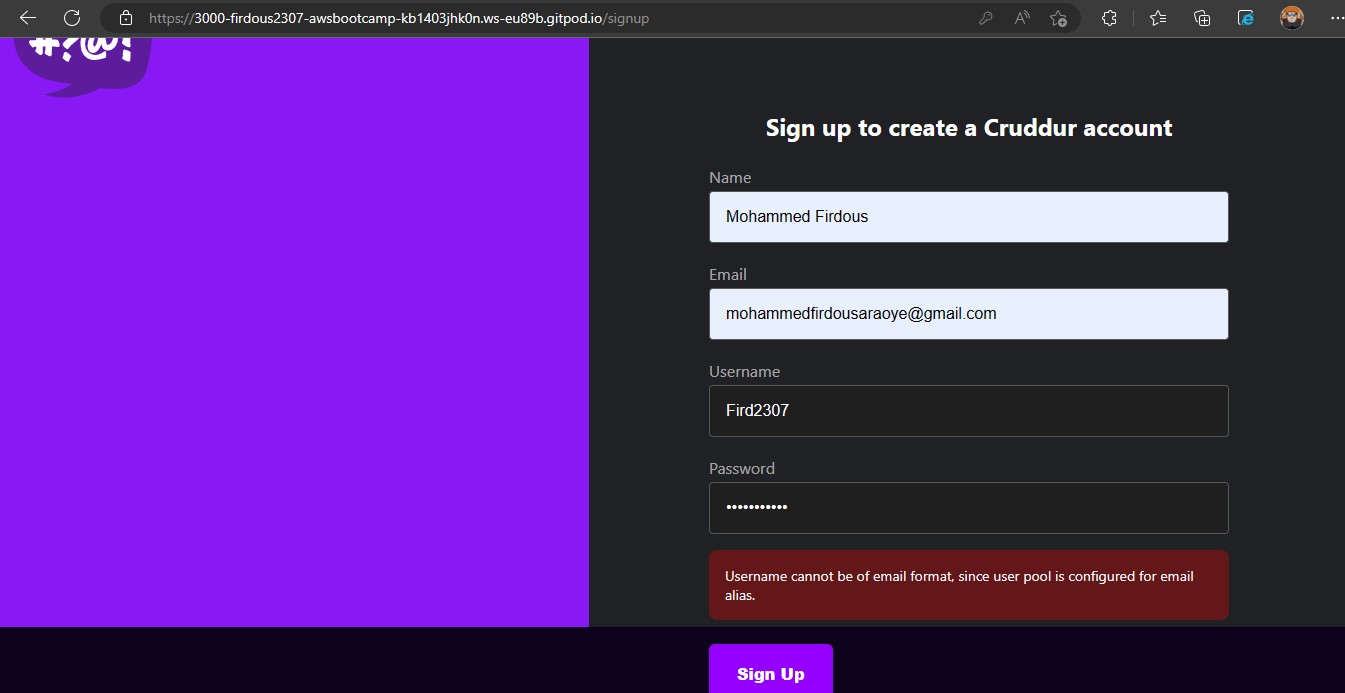 https://3000-firdous2307-awsbootcamp-kb1403jhk0n.ws-eu89b.gitpod.io/signup
#?@!
Sign up to create a Cruddur account
Name
Mohammed Firdous
Email
mohammedfirdousaraoye@gmail.com
Username
Fird2307
Password
•••••••••••
Username cannot be of email format, since user pool is configured for email
alias.
Sign Up